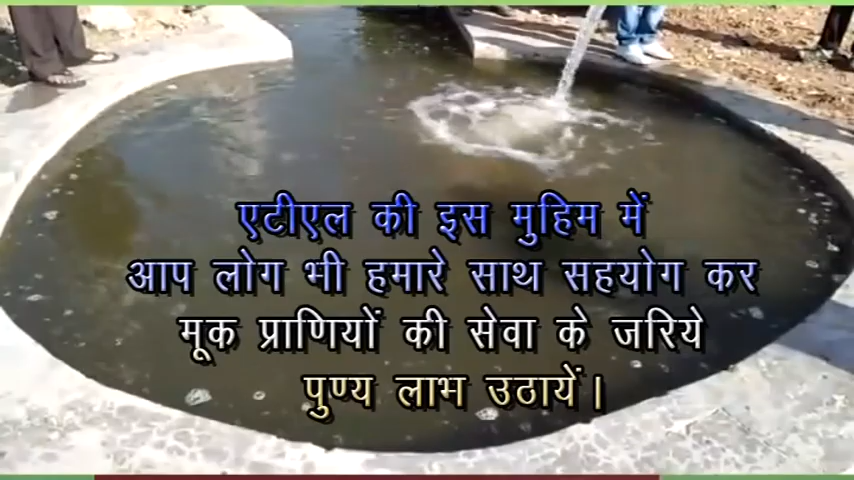 एटीएल की इस मुहिम में
आप लोग भी हमारे साथ सहयोग कर
मूक प्राणियों की सेवा के जरिये
पुण्य लाभ उठायें।